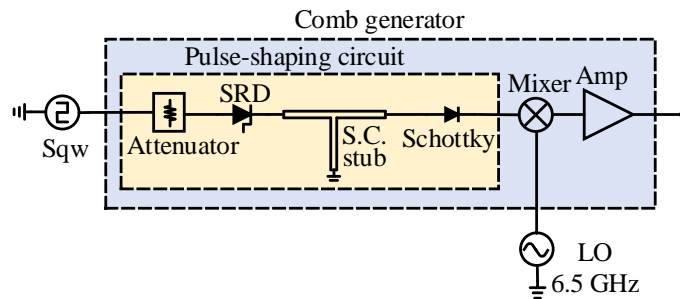 Comb generator
Pulse-shaping circuit
Mixer
Amp
SRD
Sqw
Attenuator
S.C.
stub
Schottky
LO
6.5 GHz